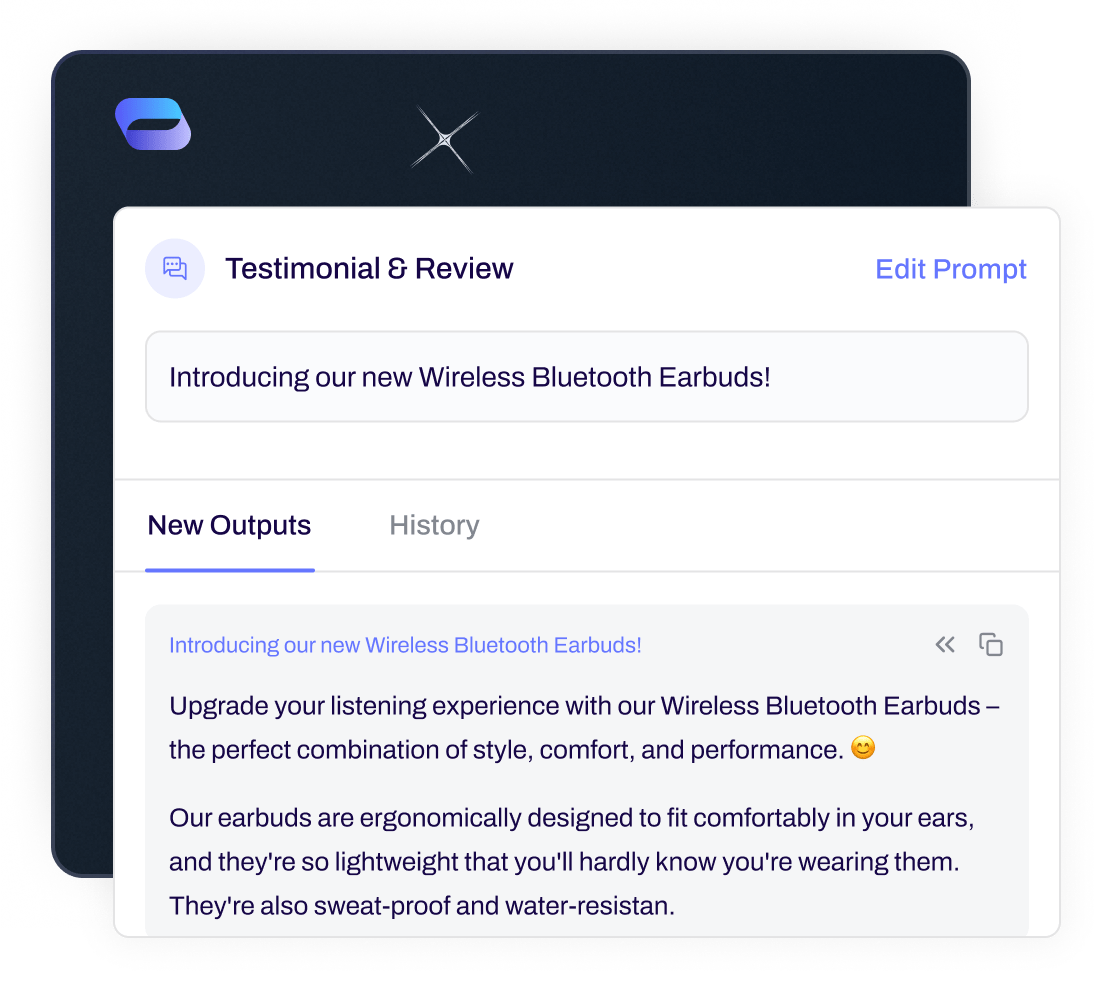 Testimonial & Review
Edit Prompt
Introducing our new Wireless Bluetooth Earbuds!
New Outputs
History
Introducing our new Wireless Bluetooth Earbuds!
Upgrade your listening experience with our Wireless Bluetooth Earbuds –
the perfect combination of style, comfort, and performance. 😊
Our earbuds are ergonomically designed to fit comfortably in your ears,
and they're so lightweight that you'll hardly know you're wearing them.
They're also sweat-proof and water-resistan.